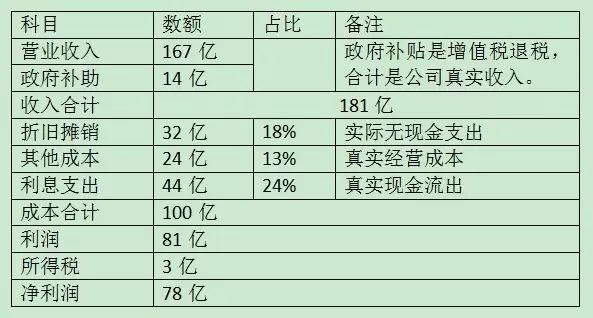 科目 数额 占比 备注
营业收入 167 亿 政府补贴是增值税退税，
政府补助 14 亿 合计是公司真实收入。
收入合计 181 亿
折旧摊销 32 亿 18% 实际无现金支出
其他成本 24 亿 13% 真实经营成本
利息支出 44 亿 24% 真实现金流出
成本合计 100 亿
利润 81 亿
所得税 3 亿
净利润 78 亿